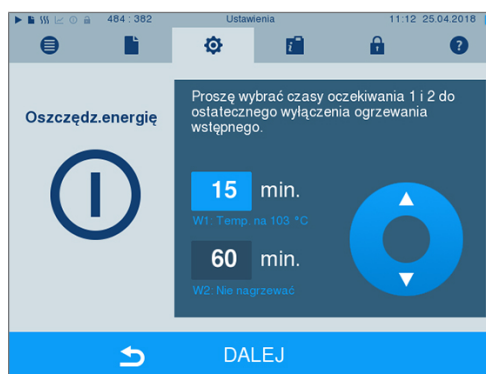 484 : 382 Ustawienia 11:12 25.04.2018
Oszczędz.energię
Proszę wybrać czasy oczekiwania 1 i 2 do
ostatecznego wyłączenia ogrzewania
wstępnego.
15 min.
W1: Temp. na 103 °C
60 min.
W2: Nie nagrzewać
DALEJ